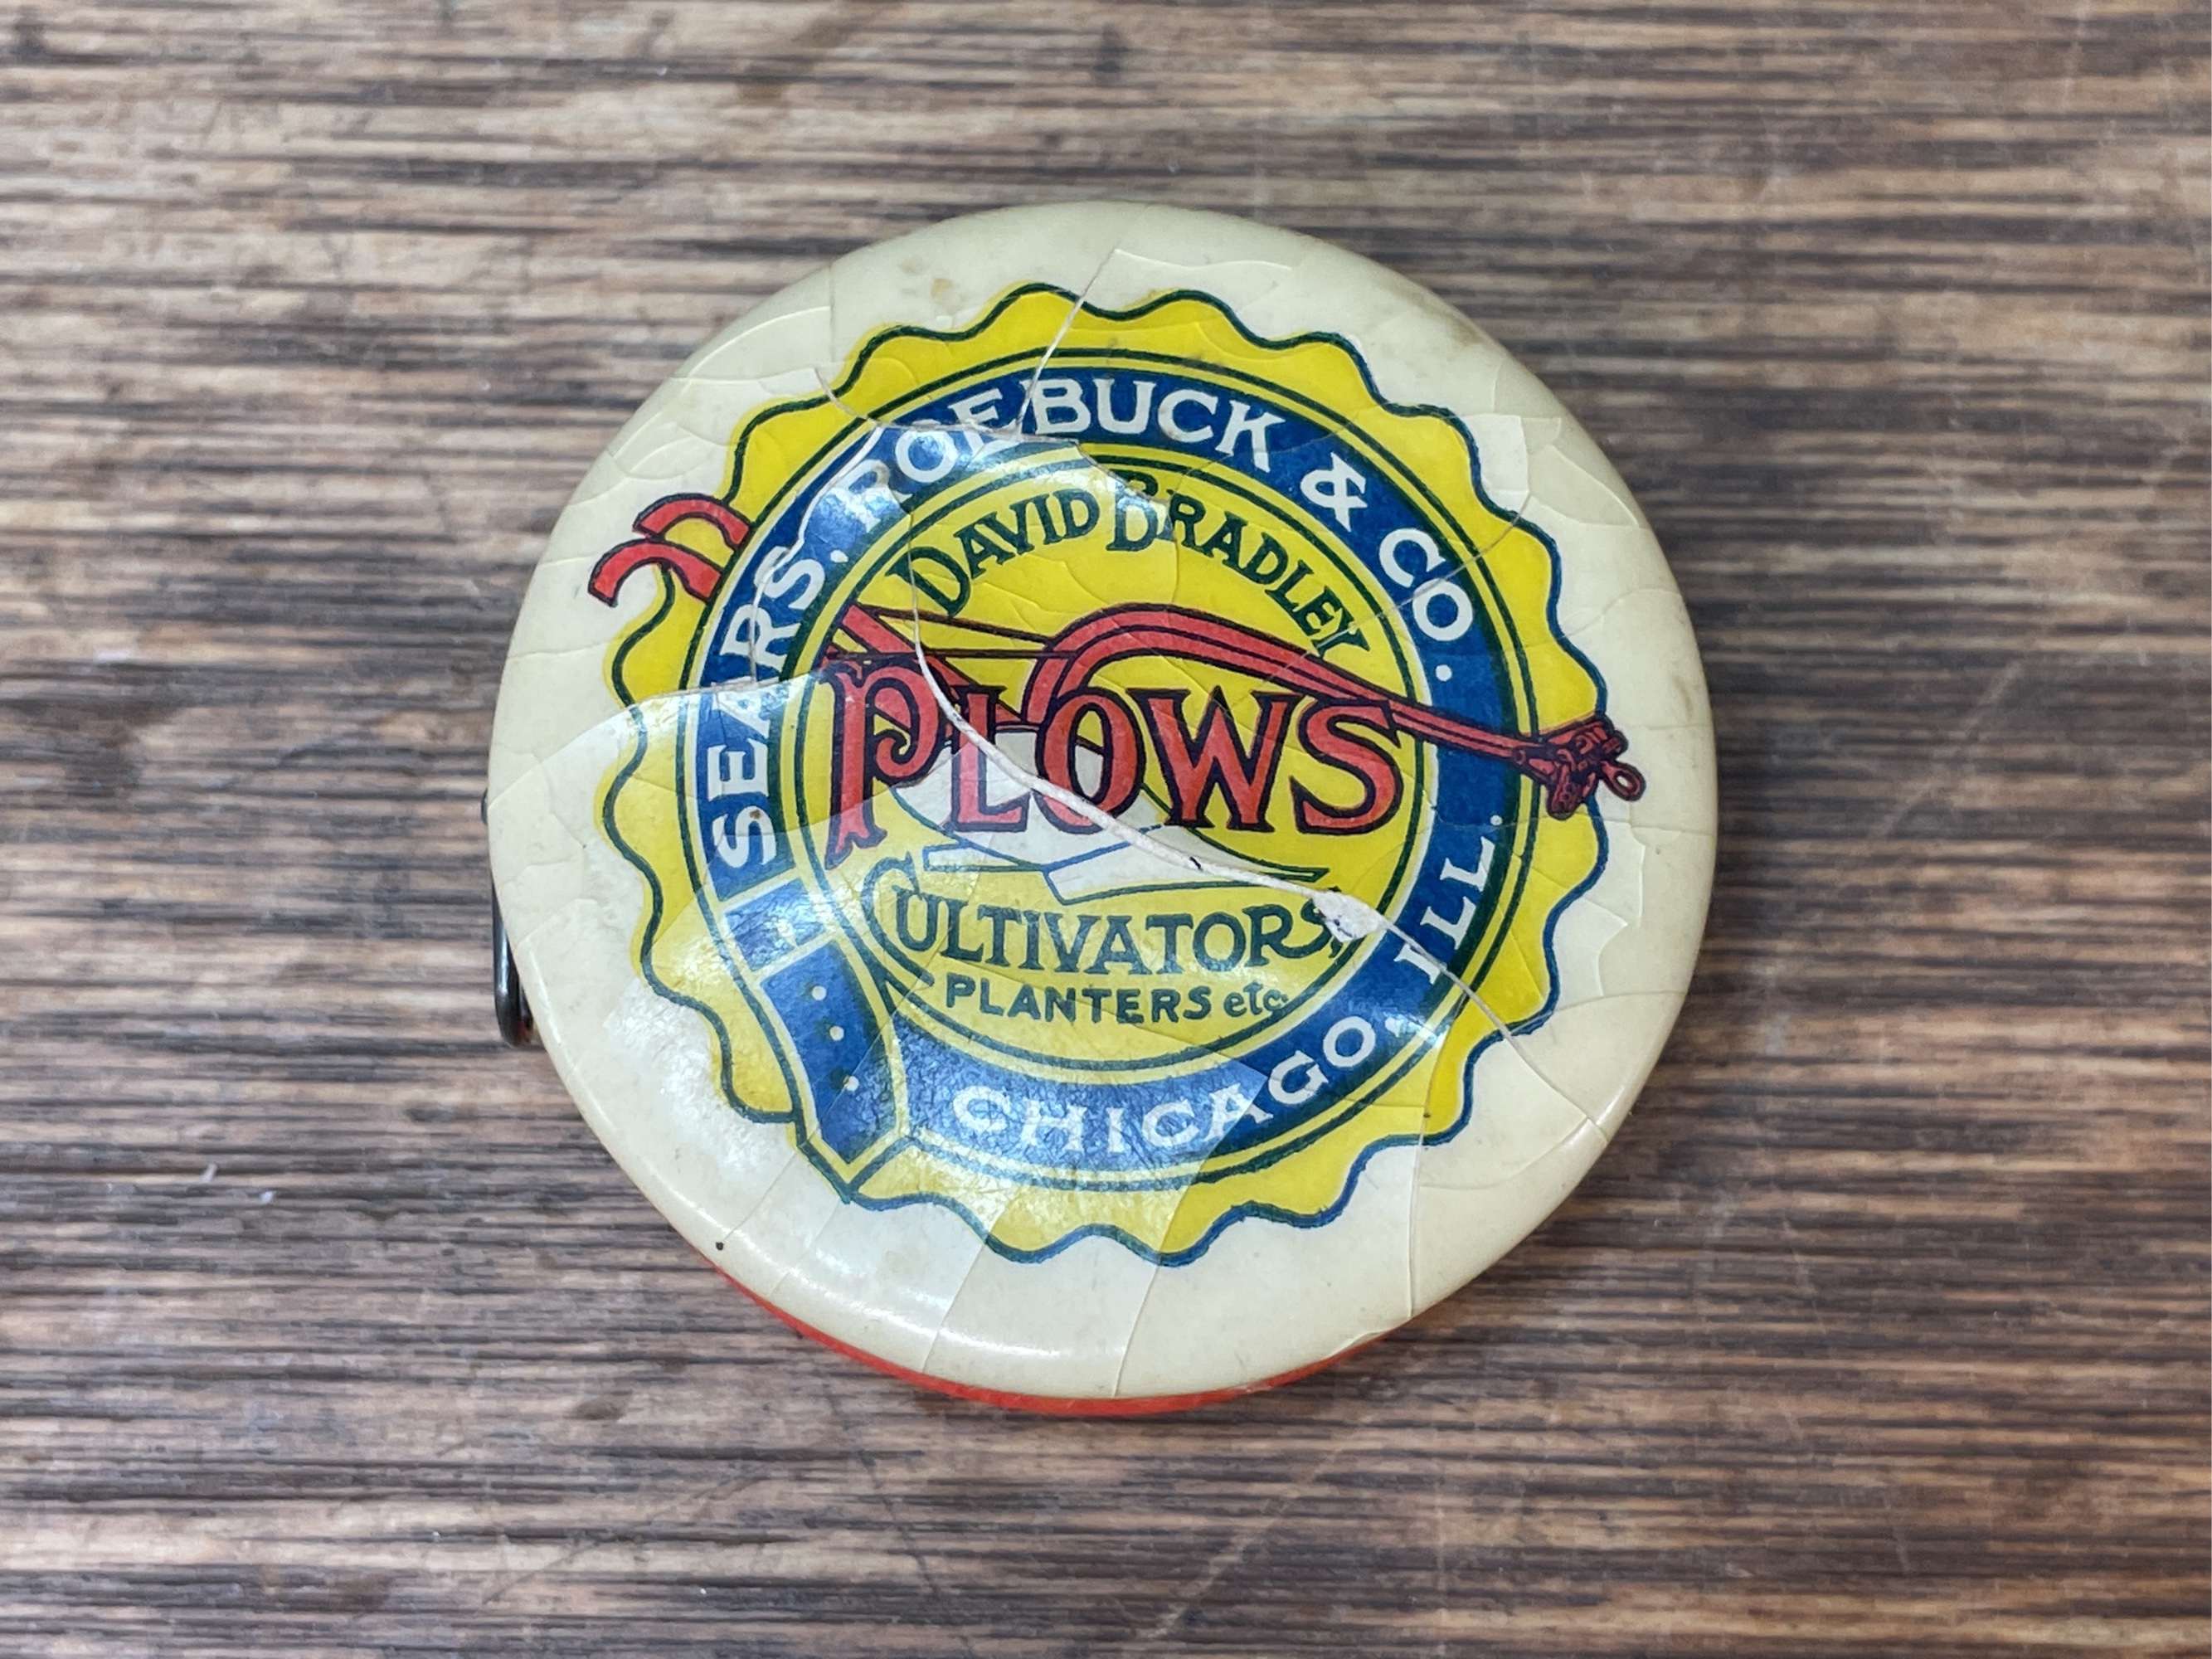 SEARS. ROEBUCK & CO.
DAVID BRADLEY
PLOWS
CULTIVATORS,
PLANTERS etc.
CHICAGO. ILL.